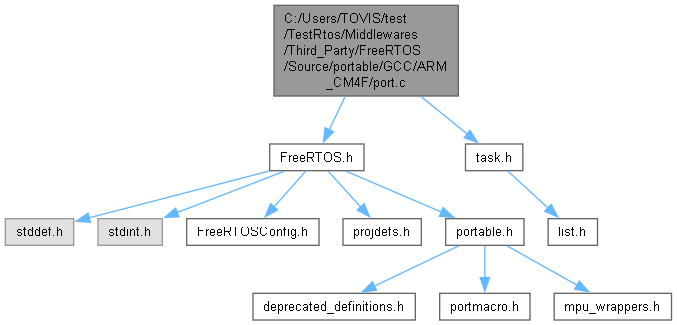 C:/Users/TOVIS/test
/TestRtos/Middlewares
/Third_Party/FreeRTOS
/Source/portable/GCC/ARM
_CM4F/port.c
FreeRTOS.h
task.h
stddef.h
stdint.h
FreeRTOSConfig.h
projdefs.h
portable.h
list.h
deprecated_definitions.h
portmacro.h
mpu_wrappers.h